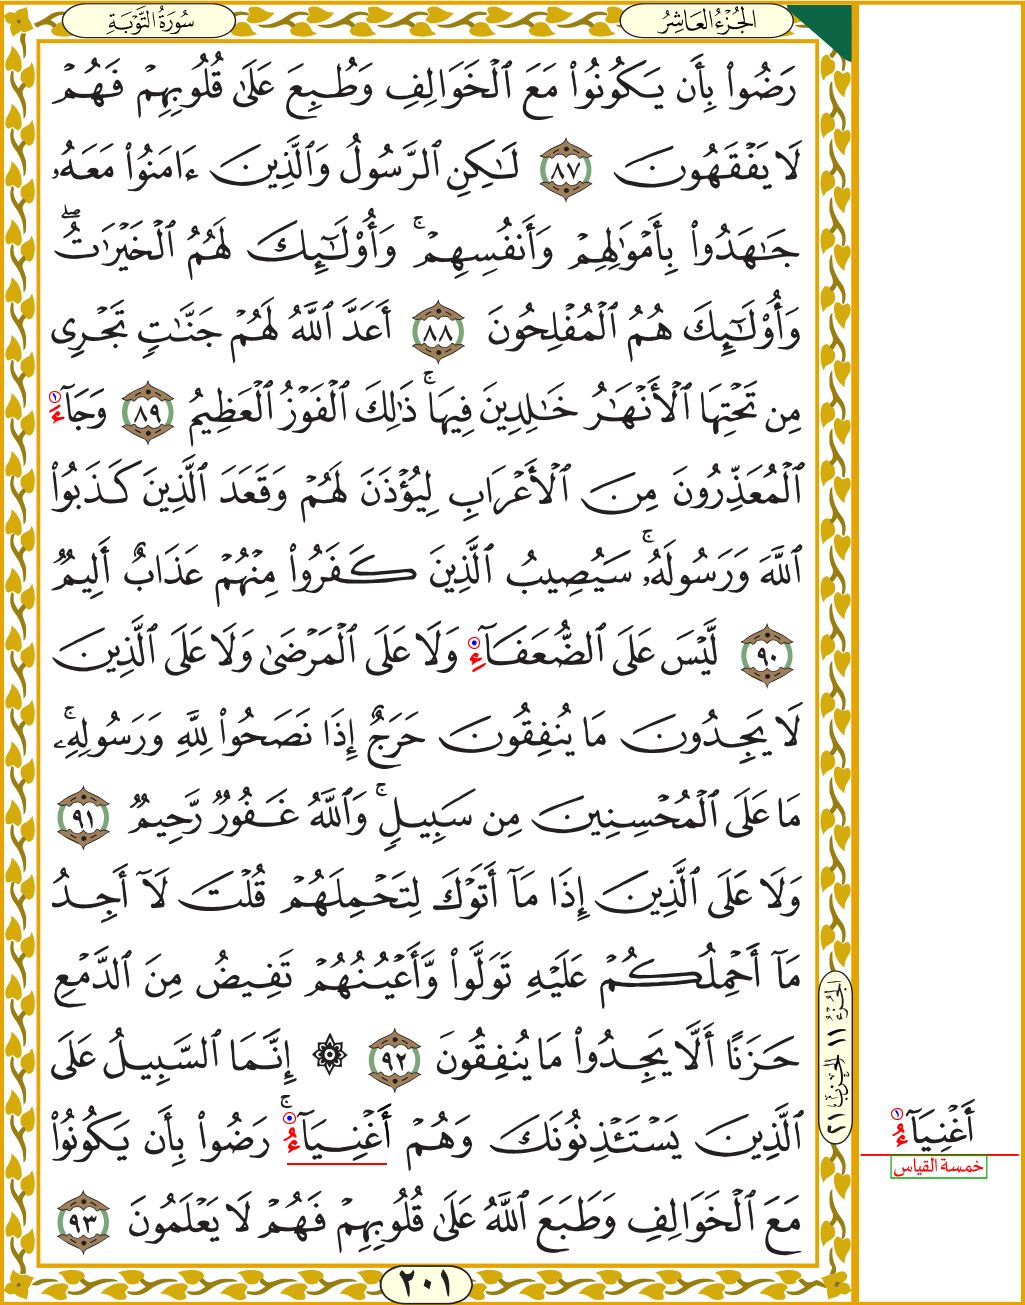 سُورَةُ التَّوْبَةِ
الجُزْءُ العَاشِرُ
رَضُوا۟ بِأَن يَكُونُوا۟ مَعَ ٱلْخَوَالِفِ وَطُبِعَ عَلَىٰ قُلُوبِهِمْ فَهُمْ
لَا يَفْقَهُونَ ٨٧ لَـٰكِنِ ٱلرَّسُولُ وَٱلَّذِينَ ءَامَنُوا۟ مَعَهُۥ
جَـٰهَدُوا۟ بِأَمْوَٰلِهِمْ وَأَنفُسِهِمْ ۚ وَأُو۟لَـٰٓئِكَ لَهُمُ ٱلْخَيْرَٰتُ ۖ
وَأُو۟لَـٰٓئِكَ هُمُ ٱلْمُفْلِحُونَ ٨٨ أَعَدَّ ٱللَّهُ لَهُمْ جَنَّـٰتٍ تَجْرِى
مِن تَحْتِهَا ٱلْأَنْهَـٰرُ خَـٰلِدِينَ فِيهَا ۚ ذَٰلِكَ ٱلْفَوْزُ ٱلْعَظِيمُ ٨٩ وَجَآءَ ١
ٱلْمُعَذِّرُونَ مِنَ ٱلْأَعْرَابِ لِيُؤْذَنَ لَهُمْ وَقَعَدَ ٱلَّذِينَ كَذَبُوا۟
ٱللَّهَ وَرَسُولَهُۥ ۚ سَيُصِيبُ ٱلَّذِينَ كَفَرُوا۟ مِنْهُمْ عَذَابٌ أَلِيمٌ
٩٠ لَّيْسَ عَلَى ٱلضُّعَفَآءِ وَلَا عَلَى ٱلْمَرْضَىٰ وَلَا عَلَى ٱلَّذِينَ
لَا يَجِدُونَ مَا يُنفِقُونَ حَرَجٌ إِذَا نَصَحُوا۟ لِلَّهِ وَرَسُولِهِۦ ۚ
مَا عَلَى ٱلْمُحْسِنِينَ مِن سَبِيلٍ ۚ وَٱللَّهُ غَفُورٌ رَّحِيمٌ ٩١
وَلَا عَلَى ٱلَّذِينَ إِذَا مَآ أَتَوْكَ لِتَحْمِلَهُمْ قُلْتَ لَآ أَجِدُ
مَآ أَحْمِلُكُمْ عَلَيْهِ تَوَلَّوا۟ وَّأَعْيُنُهُمْ تَفِيضُ مِنَ ٱلدَّمْعِ
حَزَنًا أَلَّا يَجِدُوا۟ مَا يُنفِقُونَ ٩٢ ۞ إِنَّمَا ٱلسَّبِيلُ عَلَى
ٱلَّذِينَ يَسْتَـْٔذِنُونَكَ وَهُمْ أَغْنِيَآءُ ۚ رَضُوا۟ بِأَن يَكُونُوا۟
مَعَ ٱلْخَوَالِفِ وَطَبَعَ ٱللَّهُ عَلَىٰ قُلُوبِهِمْ فَهُمْ لَا يَعْلَمُونَ ٩٣
٢٠١
الجُزْءُ ١١ الحِزْبُ ٢١
أَغْنِيَآءُ ١
خمسة القياس